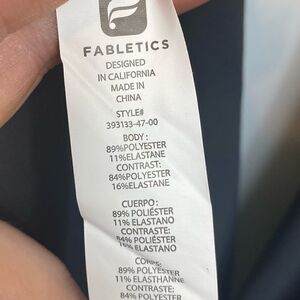 FABLETICS
DESIGNED
IN CALIFORNIA
MADE IN
CHINA
STYLE#
393133-47-00
BODY :
89%POLYESTER
11%ELASTANE
CONTRAST:
84%POLYESTER
16%ELASTANE
CUERPO :
89% POLIÉSTER
11% ELASTANO
CONTRASTE:
84% POLIÉSTER
16% ELASTANO
CORPS:
89% POLYESTER
11% ELASTHANNE
CONTRASTE:
84% POLYESTER